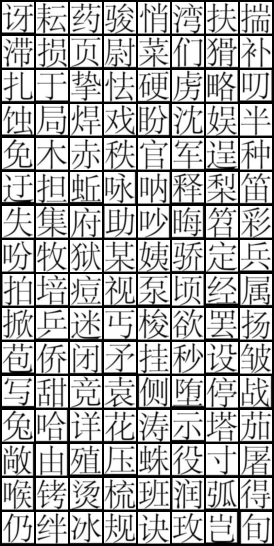 讶耘药骏悄湾扶揣
滞损页尉菜们猾补
扎于挚怯硬虏略叨
蚀局焊戏盼沈娱半
免木赤秩官军逞种
迂担蚯咏呐释梨笛
失集府助吵晦笤彩
吩牧狱某姨骄定兵
拍培痘视泵顷经属
掀乒迷丐梭欲罢扬
苞侨闭矛挂秒设皱
写甜竞袁侧堕停战
兔哈详花涛示塔茄
敞由殖压蛛役寸屠
喉铐烫梳班润弧得
仍绊冰规诀玫岂旬